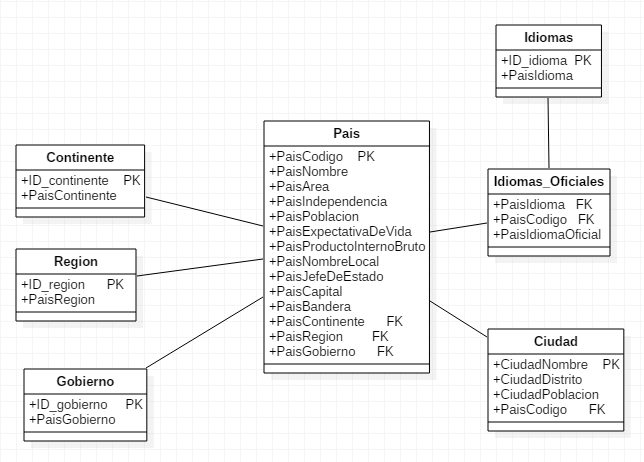 Idiomas
+ID_idioma PK
+PaisIdioma
Pais
+PaisCodigo PK
+PaisNombre
+PaisArea
+PaisIndependencia
+PaisPoblacion
+PaisExpectativaDeVida
+PaisProductoInternoBruto
+PaisNombreLocal
+PaisJefeDeEstado
+PaisCapital
+PaisBandera
+PaisContinente FK
+PaisRegion FK
+PaisGobierno FK
Continente
+ID_continente PK
+PaisContinente
Idiomas_Oficiales
+PaisIdioma FK
+PaisCodigo FK
+PaisIdiomaOficial
Region
+ID_region PK
+PaisRegion
Ciudad
+CiudadNombre PK
+CiudadDistrito
+CiudadPoblacion
+PaisCodigo FK
Gobierno
+ID_gobierno PK
+PaisGobierno